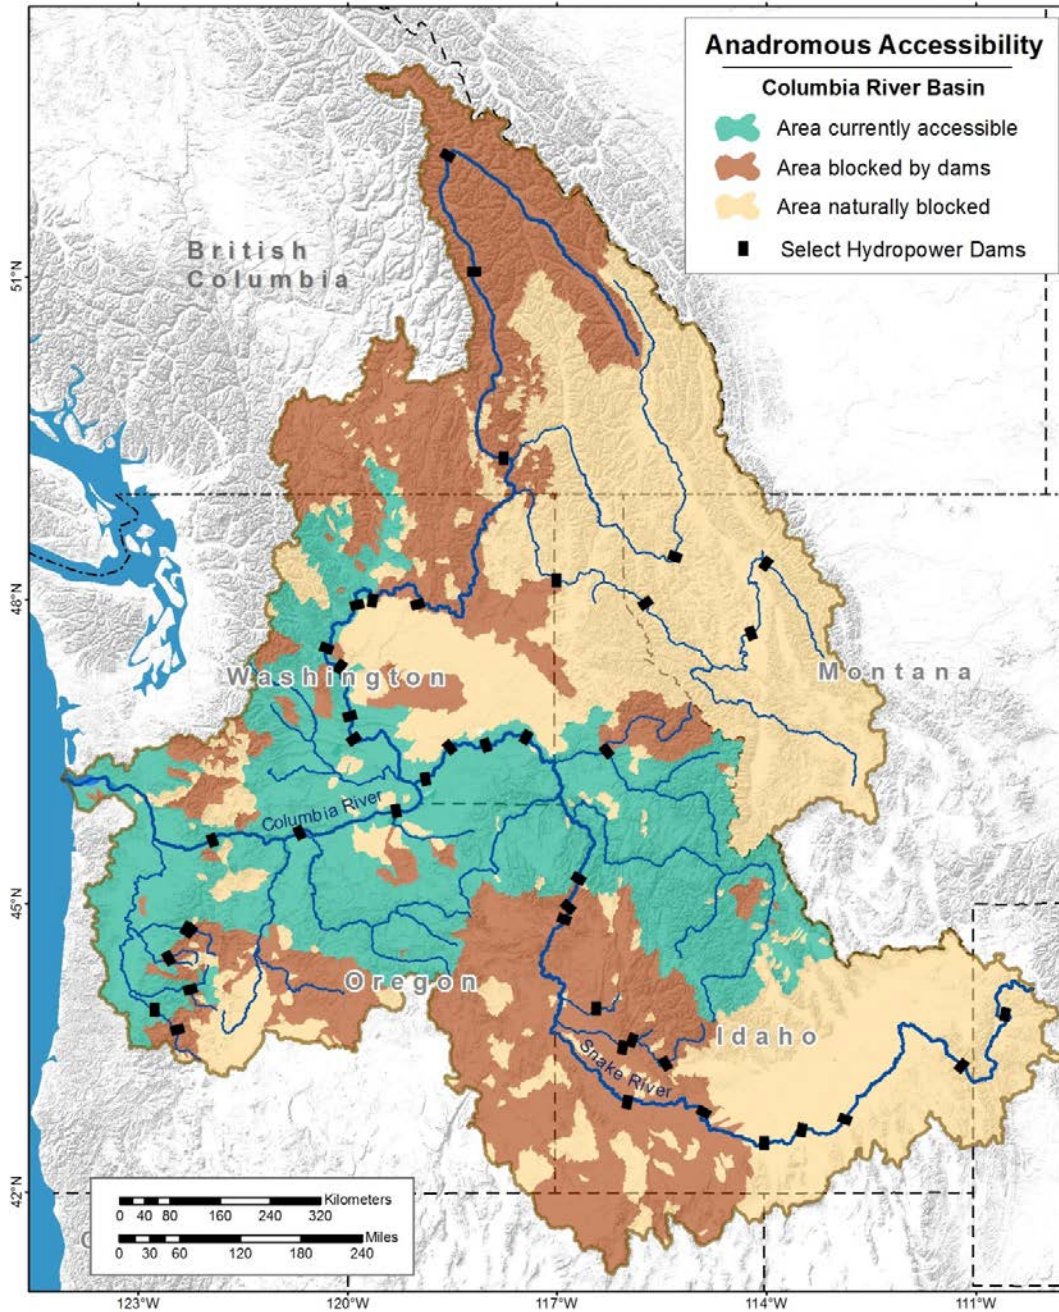 Anadromous Accessibility
Columbia River Basin
Area currently accessible
Area blocked by dams
Area naturally blocked
Select Hydropower Dams
British
Columbia
51°N
48°N
Washington
Montana
Columbia River
45°N
Oregon
Idaho
Snake River
42°N
Kilometers
0 40 80 160 240 320
Miles
0 30 60 120 180 240
123°W
120°W
117°W
114°W
111°W